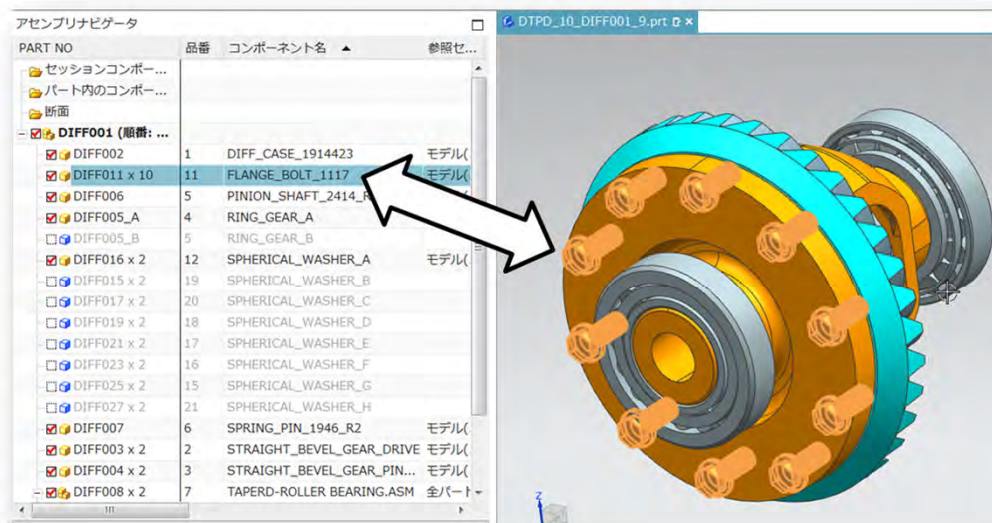 アセンブリナビゲータ
DTPD_10_DIFF001_9.prt
PART NO 品番 コンポーネント名 参照セ...
セッションコンポー...
パート内のコンポー...
断面
DIFF001 (順番: ...
DIFF002 1 DIFF_CASE_1914423 モデル(
DIFF011 x 10 11 FLANGE_BOLT_1117 モデル(
DIFF006 5 PINION_SHAFT_2414_
DIFF005_A 4 RING_GEAR_A
DIFF005_B 5 RING_GEAR_B
DIFF016 x 2 12 SPHERICAL_WASHER_A モデル(
DIFF015 x 2 19 SPHERICAL_WASHER_B
DIFF017 x 2 20 SPHERICAL_WASHER_C
DIFF019 x 2 18 SPHERICAL_WASHER_D
DIFF021 x 2 17 SPHERICAL_WASHER_E
DIFF023 x 2 16 SPHERICAL_WASHER_F
DIFF025 x 2 15 SPHERICAL_WASHER_G
DIFF027 x 2 21 SPHERICAL_WASHER_H
DIFF007 6 SPRING_PIN_1946_R2 モデル(
DIFF003 x 2 2 STRAIGHT_BEVEL_GEAR_DRIVE モデル(
DIFF004 x 2 3 STRAIGHT_BEVEL_GEAR_PIN... モデル(
DIFF008 x 2 7 TAPERD-ROLLER BEARING.ASM 全パート
Z